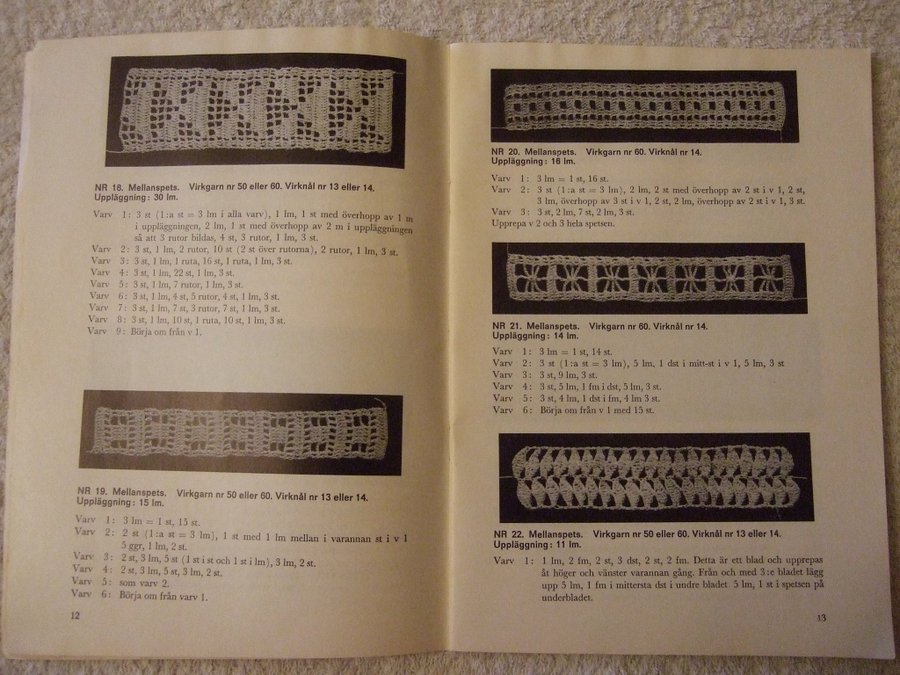 NR 18. Mellanspets. Virkgarn nr 50 eller 60. Virknål nr 13 eller 14.
Uppläggning: 30 lm.
Varv 1: 3 st (1:a st = 3 lm i alla varv), 1 lm, 1 st med överhopp av 1 m
i uppläggningen, 2 lm, 1 st med överhopp av 2 m i uppläggningen
så att 3 rutor bildas, 4 st, 3 rutor, 1 lm, 3 st.
Varv 2: 3 st, 1 lm, 2 rutor, 10 st (2 st över rutorna), 2 rutor, 1 lm, 3 st.
Varv 3: 3 st, 1 lm, 1 ruta, 16 st, 1 ruta, 1 lm, 3 st.
Varv 4: 3 st, 1 lm, 22 st, 1 lm, 3 st.
Varv 5: 3 st, 1 lm, 7 rutor, 1 lm, 3 st.
Varv 6: 3 st, 1 lm, 4 st, 5 rutor, 4 st, 1 lm, 3 st.
Varv 7: 3 st, 1 lm, 7 st, 3 rutor, 7 st, 1 lm, 3 st.
Varv 8: 3 st, 1 lm, 10 st, 1 ruta, 10 st, 1 lm, 3 st.
Varv 9: Börja om från v 1.
NR 19. Mellanspets. Virkgarn nr 50 eller 60. Virknål nr 13 eller 14.
Uppläggning: 15 lm.
Varv 1: 3 lm = 1 st, 15 st.
Varv 2: 2 st (1:a st = 3 lm), 1 st med 1 lm mellan i varannan st i v 1
5 ggr, 1 lm, 2 st.
Varv 3: 2 st, 3 lm, 5 st (1 st i st och 1 st i lm), 3 lm, 2 st.
Varv 4: 2 st, 3 lm, 5 st, 3 lm, 2 st.
Varv 5: som varv 2.
Varv 6: Börja om från varv 1.
12
NR 20. Mellanspets. Virkgarn nr 60. Virknål nr 14.
Uppläggning: 16 lm.
Varv 1: 3 lm = 1 st, 16 st.
Varv 2: 3 st (1:a st = 3 lm), 2 lm, 2 st med överhopp av 2 st i v 1, 2 st,
3 lm, överhopp av 3 st i v 1, 2 st, 2 lm, överhopp av 2 st i v 1, 3 st.
Varv 3: 3 st, 2 lm, 7 st, 2 lm, 3 st.
Upprepa v 2 och 3 hela spetsen.
NR 21. Mellanspets. Virkgarn nr 60. Virknål nr 14.
Uppläggning: 14 lm.
Varv 1: 3 lm = 1 st, 14 st.
Varv 2: 3 st (1:a st = 3 lm), 5 lm, 1 dst i mitt-st i v 1, 5 lm, 3 st
Varv 3: 3 st, 9 lm, 3 st.
Varv 4: 3 st, 5 lm, 1 fm i dst, 5 lm, 3 st.
Varv 5: 3 st, 4 lm, 1 dst i fm, 4 lm 3 st.
Varv 6: Börja om från v 1 med 15 st.
NR 22. Mellanspets. Virkgarn nr 50 eller 60. Virknål nr 13 eller 14.
Uppläggning: 11 lm.
Varv 1: 1 lm, 2 fm, 2 st, 3 dst, 2 st, 2 fm. Detta är ett blad och upprepas
åt höger och vänster varannan gång. Från och med 3:e bladet lägg
upp 5 lm, 1 fm i mittersta dst i undre bladet 5 lm, 1 st i spetsen på
underbladet.
13